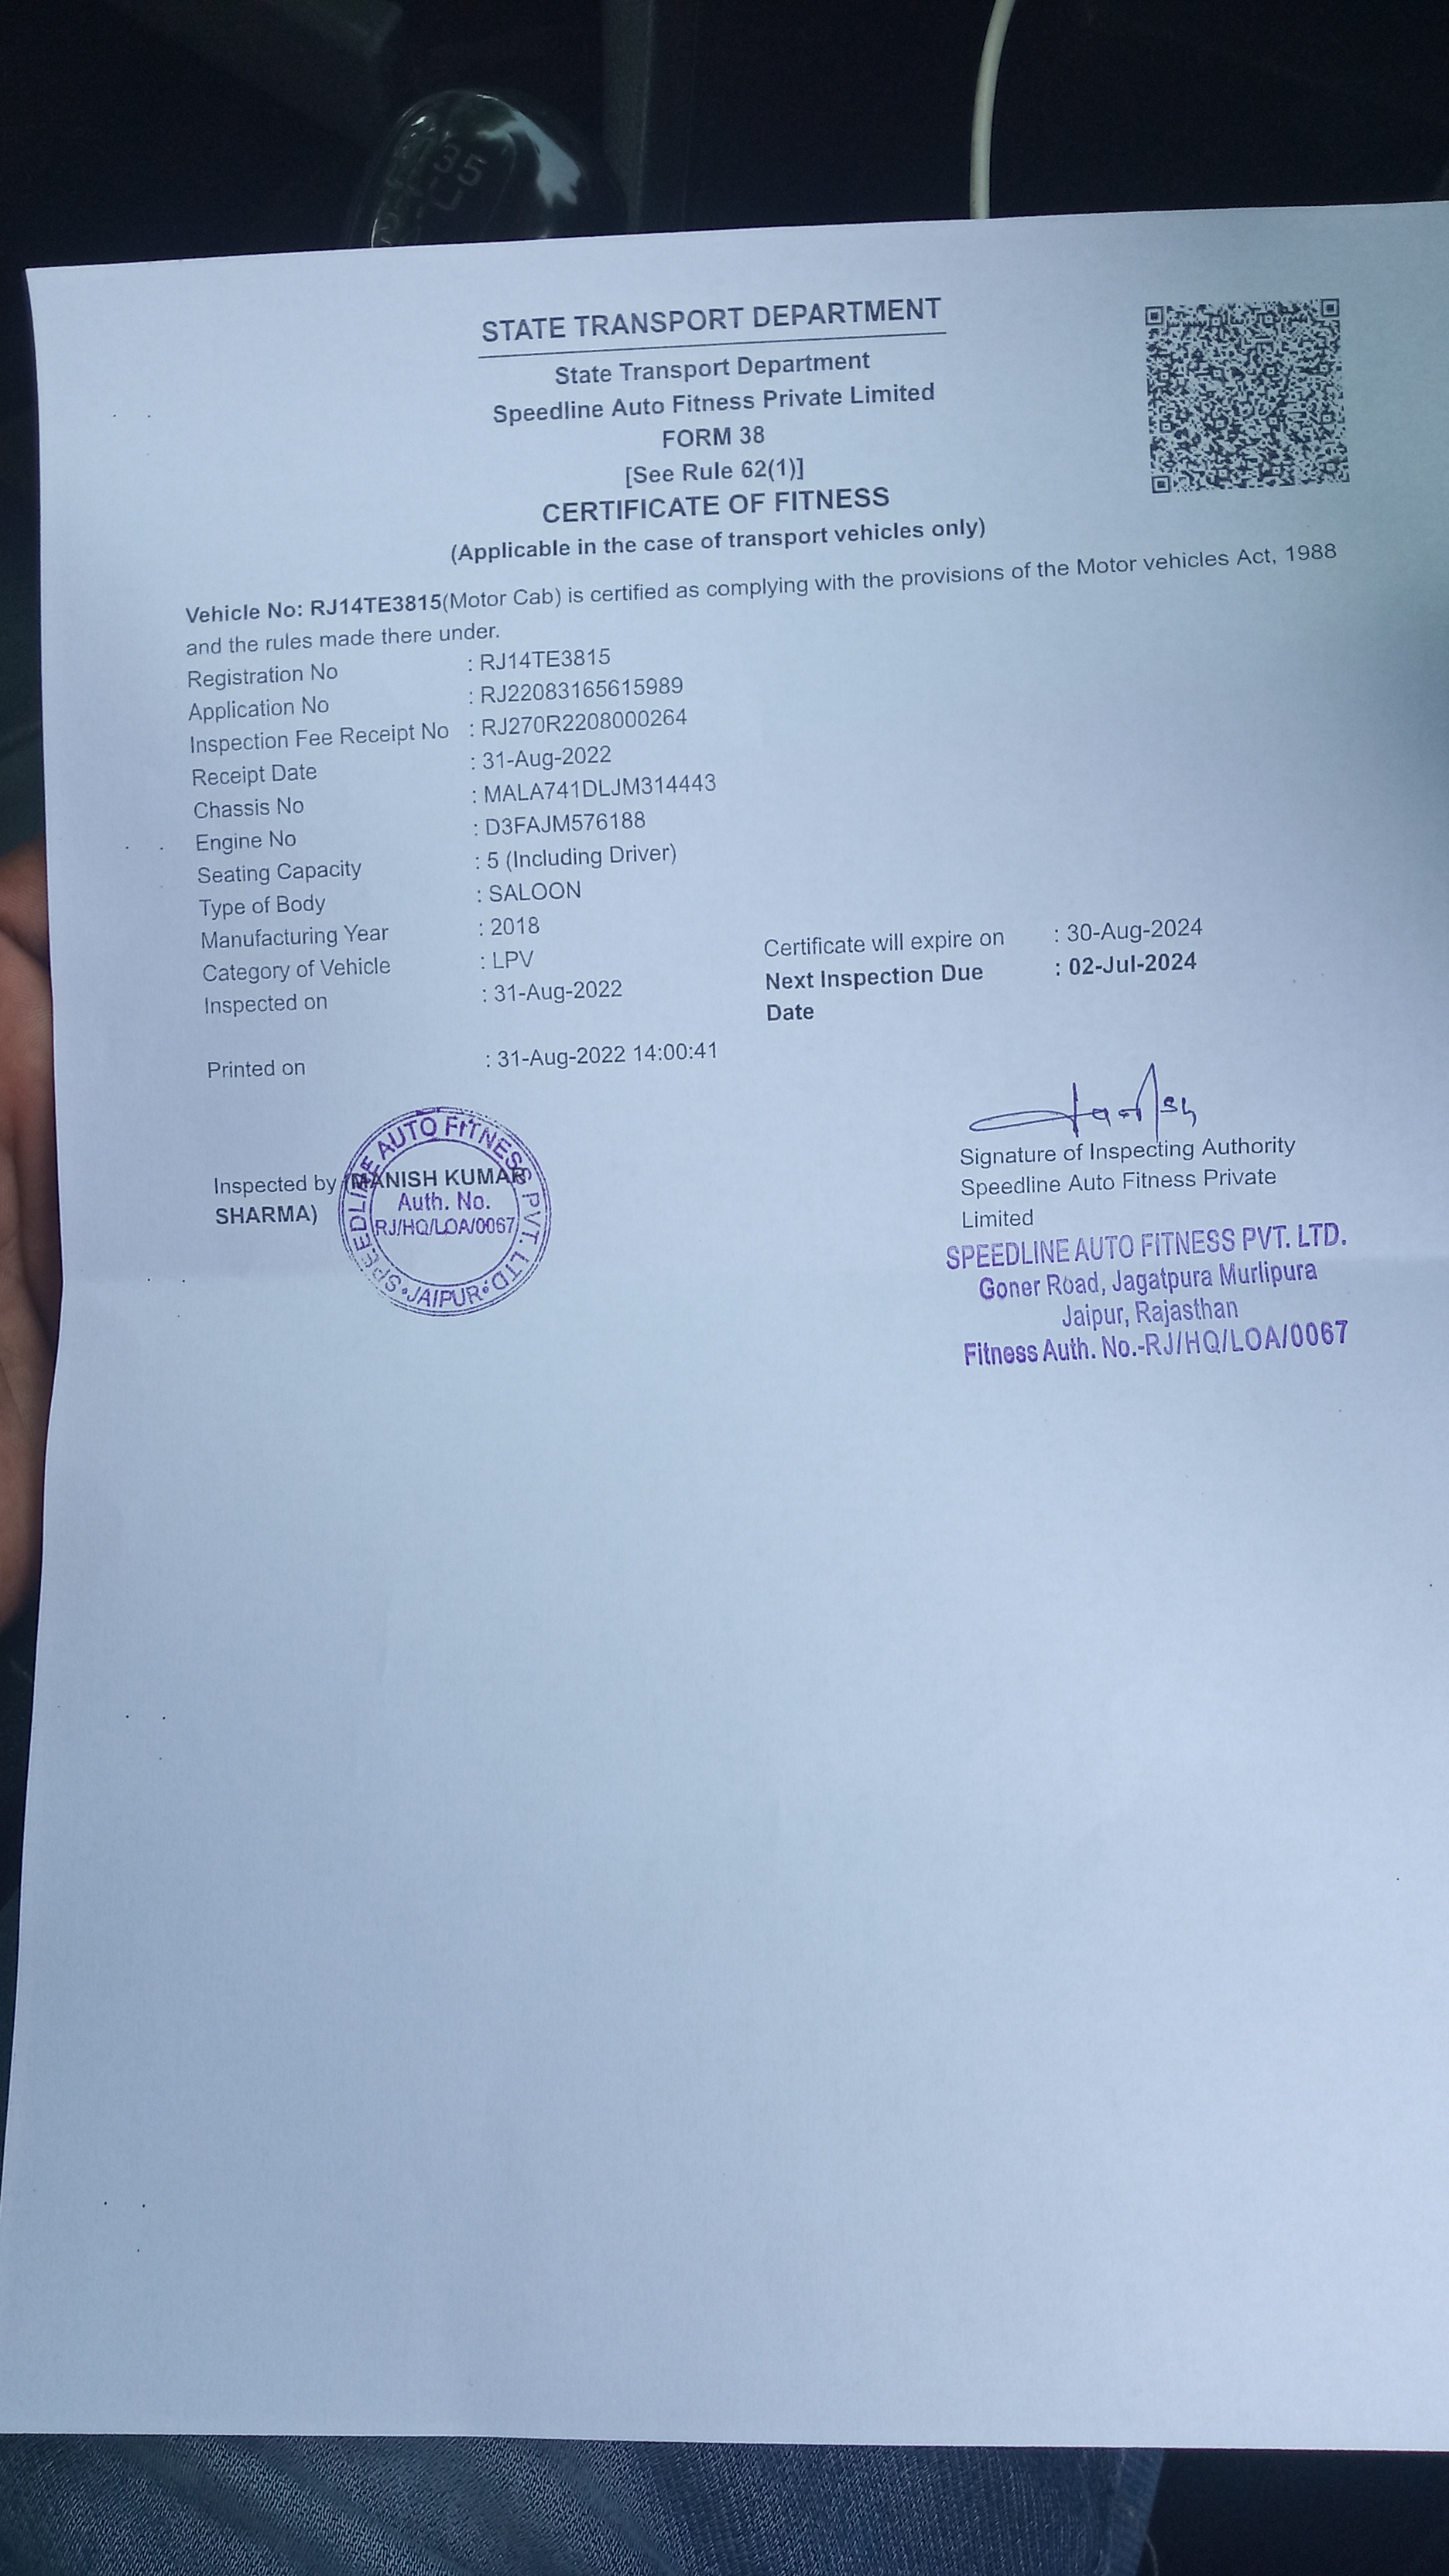 STATE TRANSPORT DEPARTMENT
State Transport Department
Speedline Auto Fitness Private Limited
FORM 38
[See Rule 62(1)]
CERTIFICATE OF FITNESS
(Applicable in the case of transport vehicles only)
Vehicle No: RJ14TE3815(Motor Cab) is certified as complying with the provisions of the Motor vehicles Act, 1988
and the rules made there under.
Registration No : RJ14TE3815
Application No : RJ22083165615989
Inspection Fee Receipt No : RJ270R2208000264
Receipt Date : 31-Aug-2022
Chassis No : MALA741DLJM314443
Engine No : D3FAJM576188
Seating Capacity : 5 (Including Driver)
Type of Body : SALOON
Manufacturing Year : 2018
Category of Vehicle : LPV
Inspected on : 31-Aug-2022
Certificate will expire on : 30-Aug-2024
Next Inspection Due : 02-Jul-2024
Date
Printed on : 31-Aug-2022 14:00:41
Inspected by (MANISH KUMAR
SHARMA)
SPEEDLINE AUTO FITNESS PVT. LTD.
JAIPUR
Auth. No.
RJ/HQ/LOA/0067
Signature of Inspecting Authority
Speedline Auto Fitness Private
Limited
SPEEDLINE AUTO FITNESS PVT. LTD.
Goner Road, Jagatpura Murlipura
Jaipur, Rajasthan
Fitness Auth. No.-RJ/HQ/LOA/0067